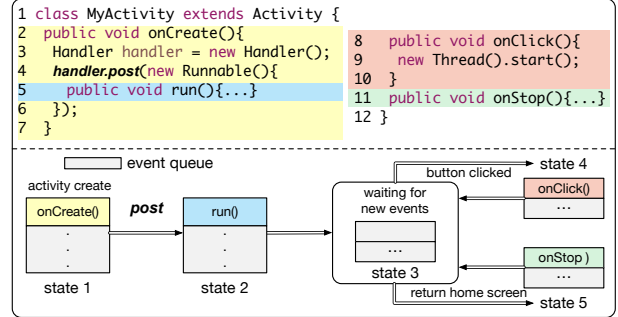 1 class MyActivity extends Activity {
2 public void onCreate(){
3 Handler handler = new Handler();
4 handler.post(new Runnable(){
5 public void run(){...}
6 });
7 }
8 public void onClick(){
9 new Thread().start();
10 }
11 public void onStop(){...}
12 }
event queue
activity create
onCreate()
.
.
.
state 1
post
run()
.
.
.
state 2
waiting for
new events
...
state 3
button clicked
state 4
onClick()
...
onStop )
...
return home screen
state 5